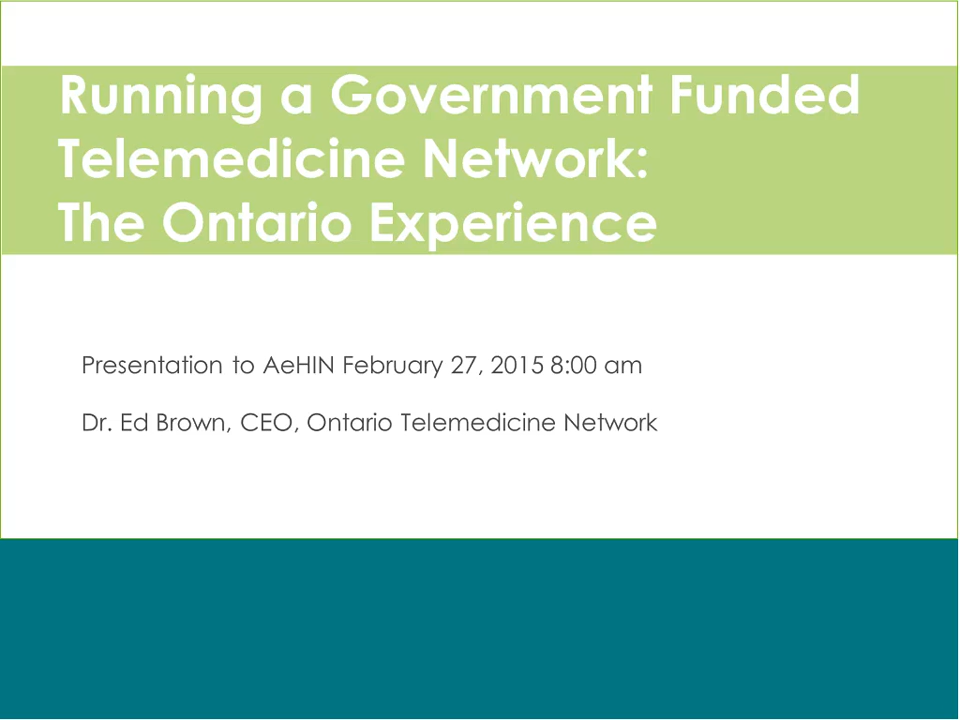 Running a Government Funded
Telemedicine Network:
The Ontario Experience
Presentation to AeHIN February 27, 2015 8:00 am
Dr. Ed Brown, CEO, Ontario Telemedicine Network